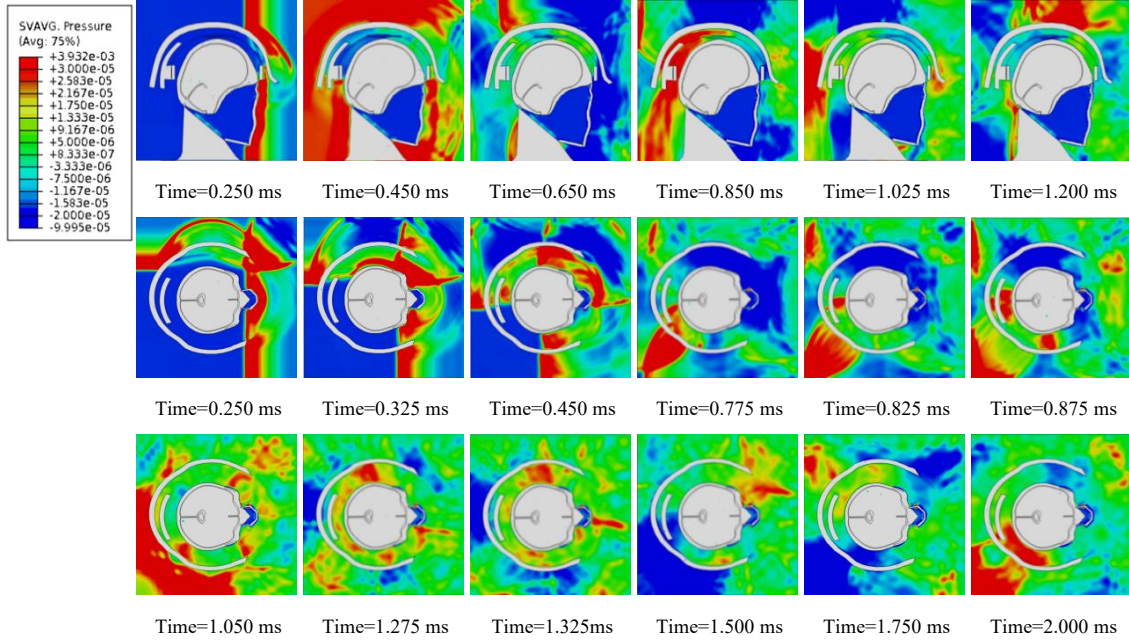 SVAVG. Pressure
(Avg: 75%)
+3.932e-03
+3.000e-05
+2.583e-05
+2.167e-05
+1.750e-05
+1.333e-05
+9.167e-06
+5.000e-06
+8.333e-07
-3.333e-06
-7.500e-06
-1.167e-05
-1.583e-05
-2.000e-05
-9.995e-05
Time=0.250 ms Time=0.450 ms Time=0.650 ms Time=0.850 ms Time=1.025 ms Time=1.200 ms
Time=0.250 ms Time=0.325 ms Time=0.450 ms Time=0.775 ms Time=0.825 ms Time=0.875 ms
Time=1.050 ms Time=1.275 ms Time=1.325ms Time=1.500 ms Time=1.750 ms Time=2.000 ms